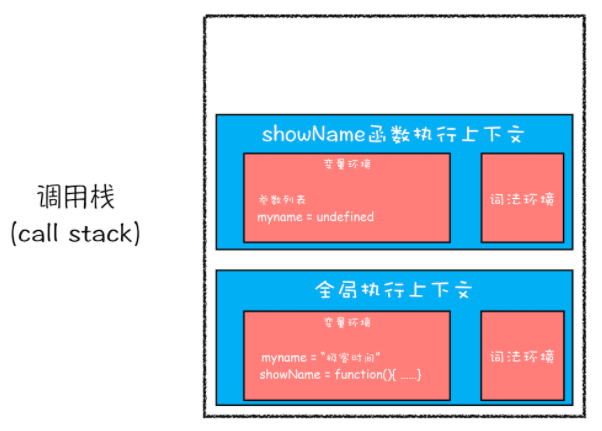 调用栈
(call stack)
showName函数执行上下文
变量环境
参数列表
myname = undefined
词法环境
全局执行上下文
变量环境
myname = "极客时间"
showName = function(){ ……}
词法环境